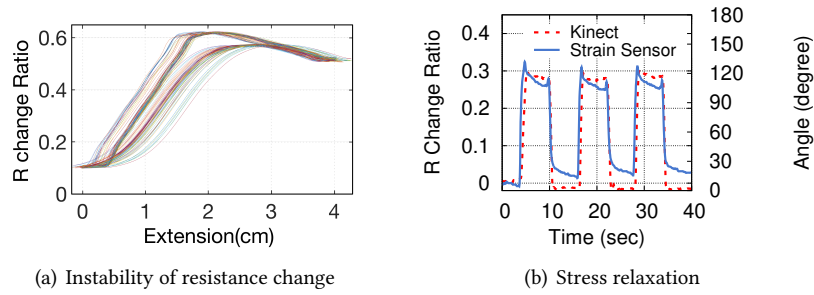 R change Ratio
0.6
0.4
0.2
0
0 1 2 3 4
Extension(cm)
(a) Instability of resistance change
R Change Ratio
0.4
0.3
0.2
0.1
0
Kinect
Strain Sensor
180
150
120
90
60
30
0
Angle (degree)
0 10 20 30 40
Time (sec)
(b) Stress relaxation